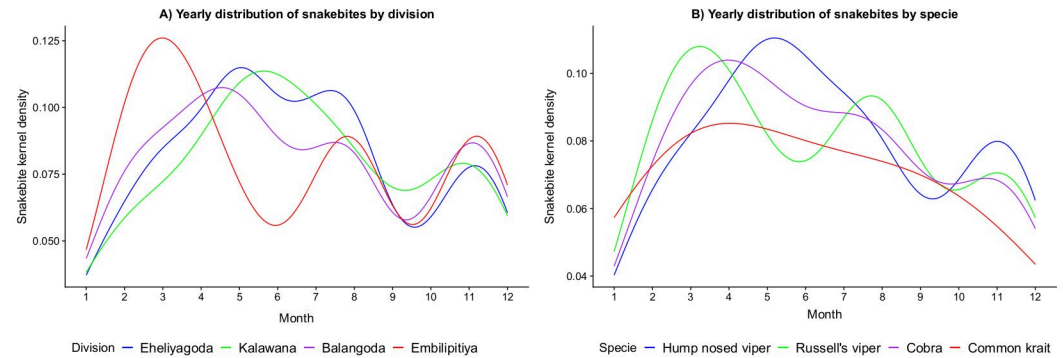 A) Yearly distribution of snakebites by division
Snakebite kernel density
0.125
0.100
0.075
0.050
1 2 3 4 5 6 7 8 9 10 11 12
Month
Division Eheliyagoda Kalawana Balangoda Embilipitiya
B) Yearly distribution of snakebites by specie
Snakebite kernel density
0.10
0.08
0.06
0.04
1 2 3 4 5 6 7 8 9 10 11 12
Month
Specie Hump nosed viper Russell's viper Cobra Common krait